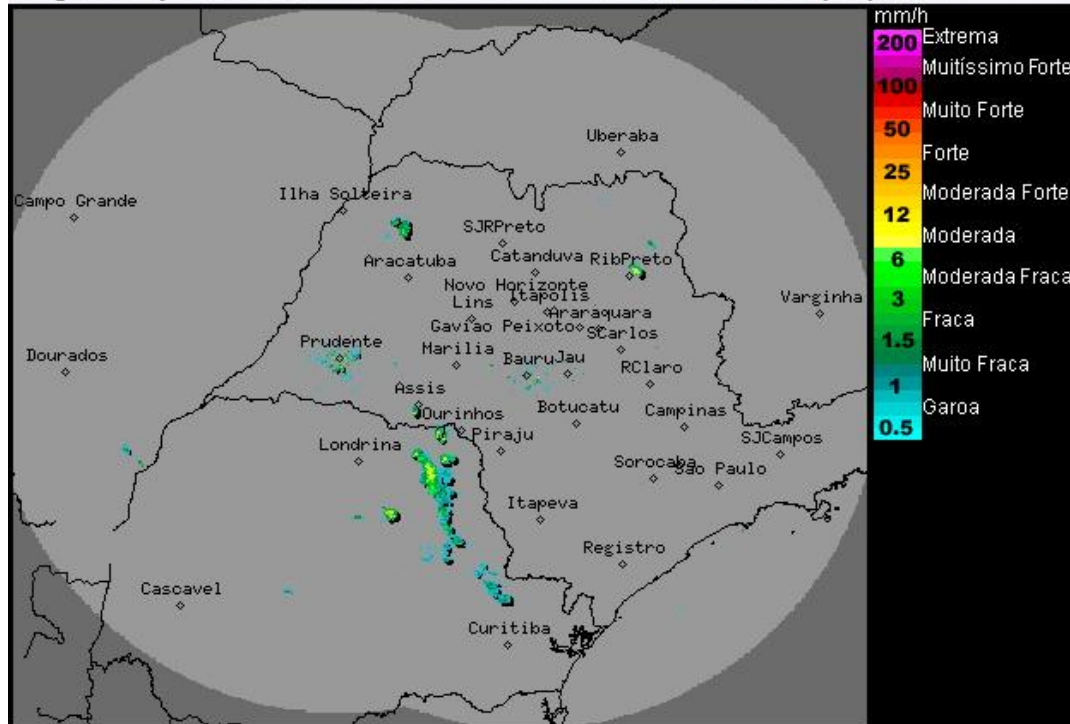 mm/h
200 Extrema
Muitíssimo Forte
100
Muito Forte
50
Forte
25
Moderada Forte
12
Moderada
6
Moderada Fraca
3
Fraca
1.5
Muito Fraca
1
Garoa
0.5
Uberaba
Campo Grande
Ilha Solteira
SJRPreto
Aracatuba
Catanduva
RibPreto
Novo Horizonte
Itapolis
Lins
Araraquara
Gaviao Peixoto
SCarlos
Varginha
Dourados
Prudente
Marilia
Bauru
Jau
RClaro
Assis
Ourinhos
Botucatu
Campinas
Londrina
Piraju
SJCampos
Sorocaba
Sao Paulo
Itapeva
Registro
Cascavel
Curitiba